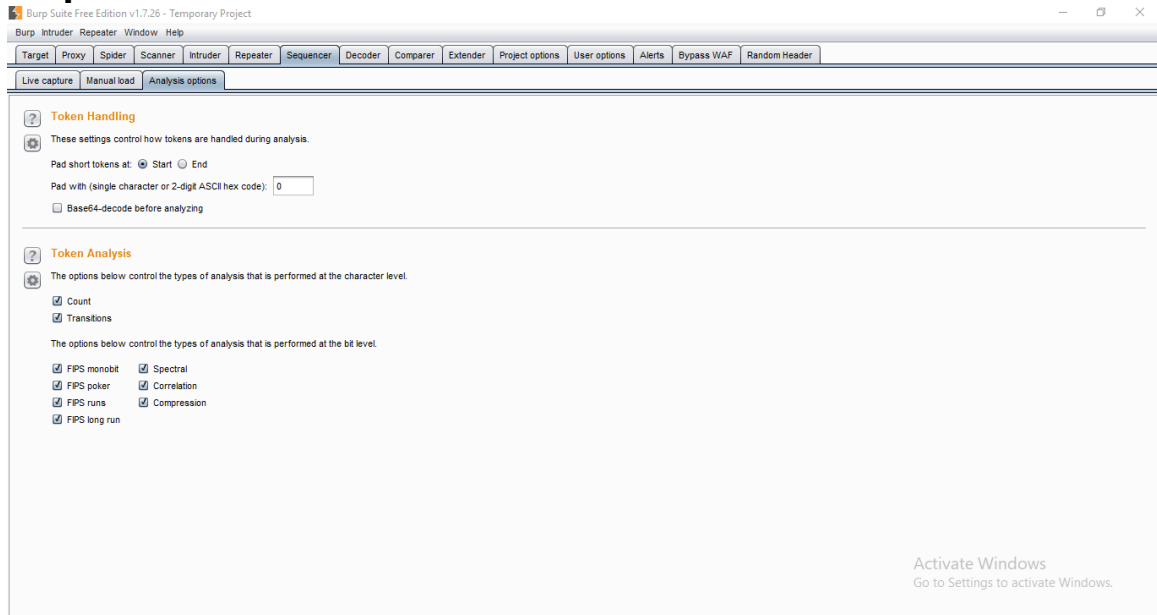 Burp Suite Free Edition v1.7.26 - Temporary Project
Burp Intruder Repeater Window Help
Target Proxy Spider Scanner Intruder Repeater Sequencer Decoder Comparer Extender Project options User options Alerts Bypass WAF Random Header
Live capture Manual load Analysis options
? Token Handling
These settings control how tokens are handled during analysis.
Pad short tokens at: Start End
Pad with (single character or 2-digit ASCII hex code): 0
Base64-decode before analyzing
? Token Analysis
The options below control the types of analysis that is performed at the character level.
Count
Transitions
The options below control the types of analysis that is performed at the bit level.
FIPS monobit Spectral
FIPS poker Correlation
FIPS runs Compression
FIPS long run
Activate Windows
Go to Settings to activate Windows.